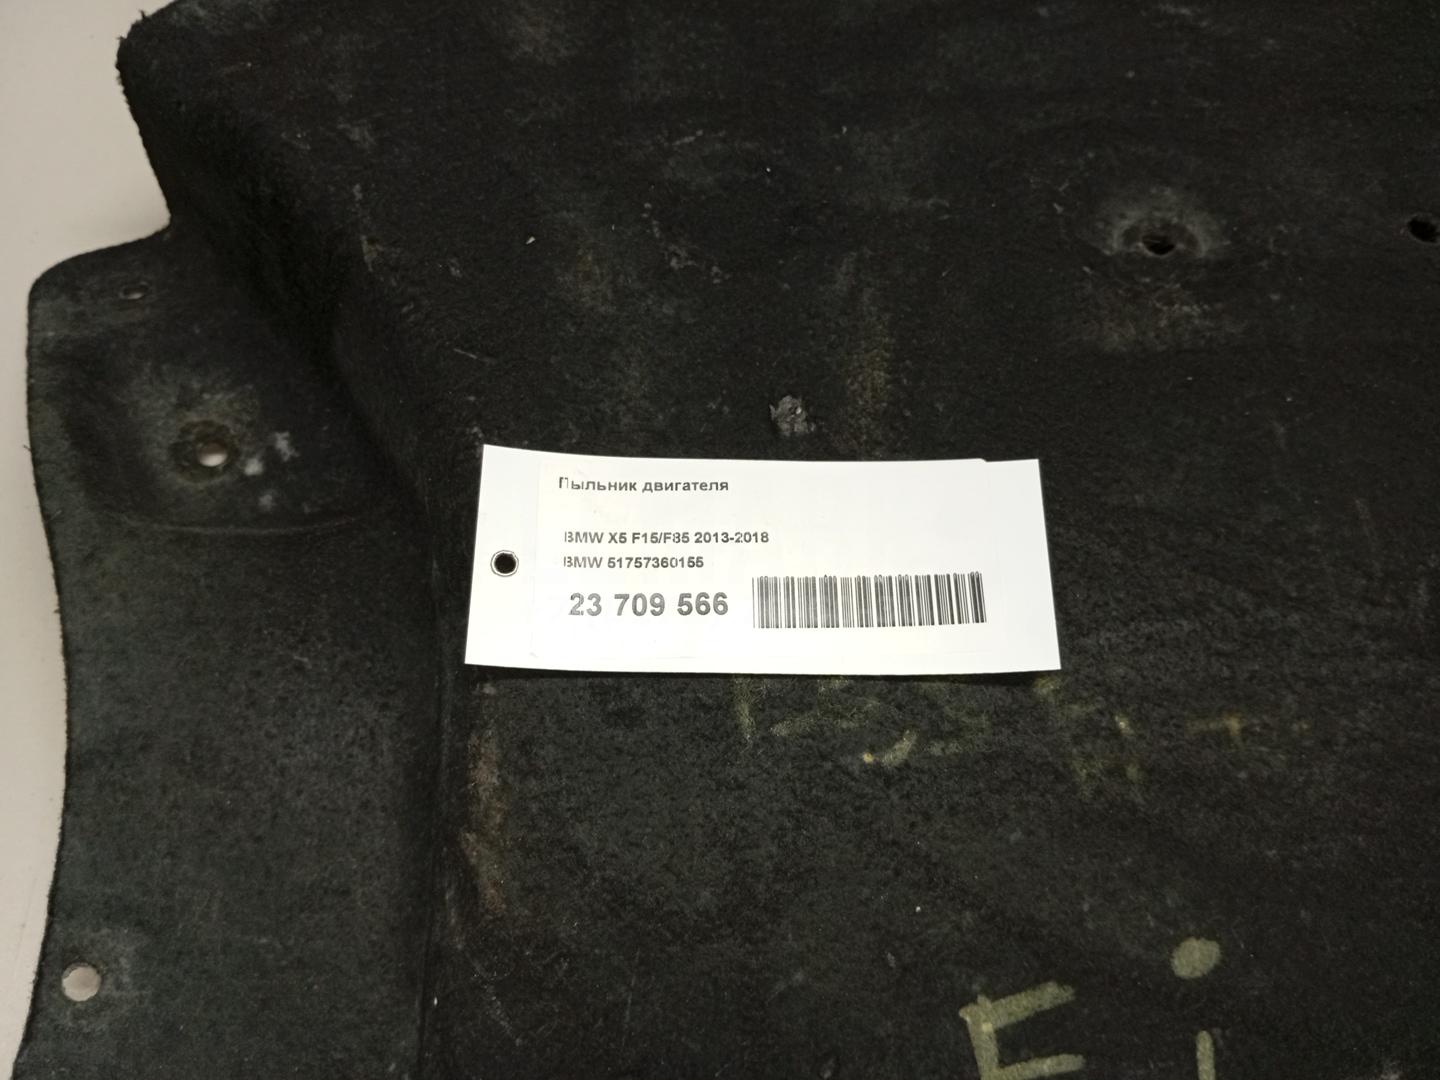 Пыльник двигателя
BMW X5 F15/F85 2013-2018
BMW 51757360155
23 709 566